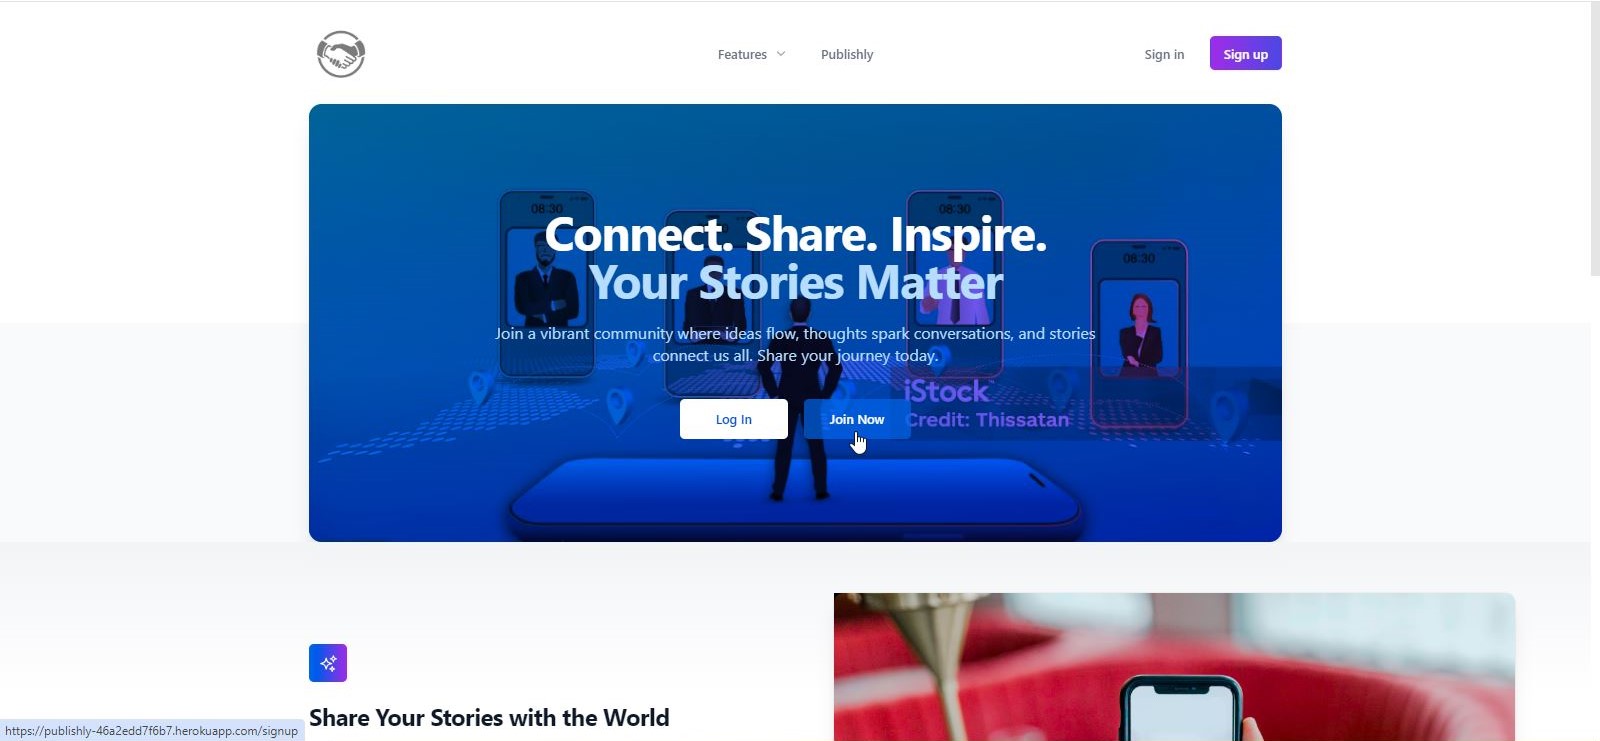 Features
Publishly
Sign in
Sign up
08:30
08:30
08:30
Connect. Share. Inspire.
Your Stories Matter
Join a vibrant community where ideas flow, thoughts spark conversations, and stories
connect us all. Share your journey today.
iStock
Credit: Thissatan
Log In
Join Now
Share Your Stories with the World
https://publishly-46a2edd7f6b7.herokuapp.com/signup